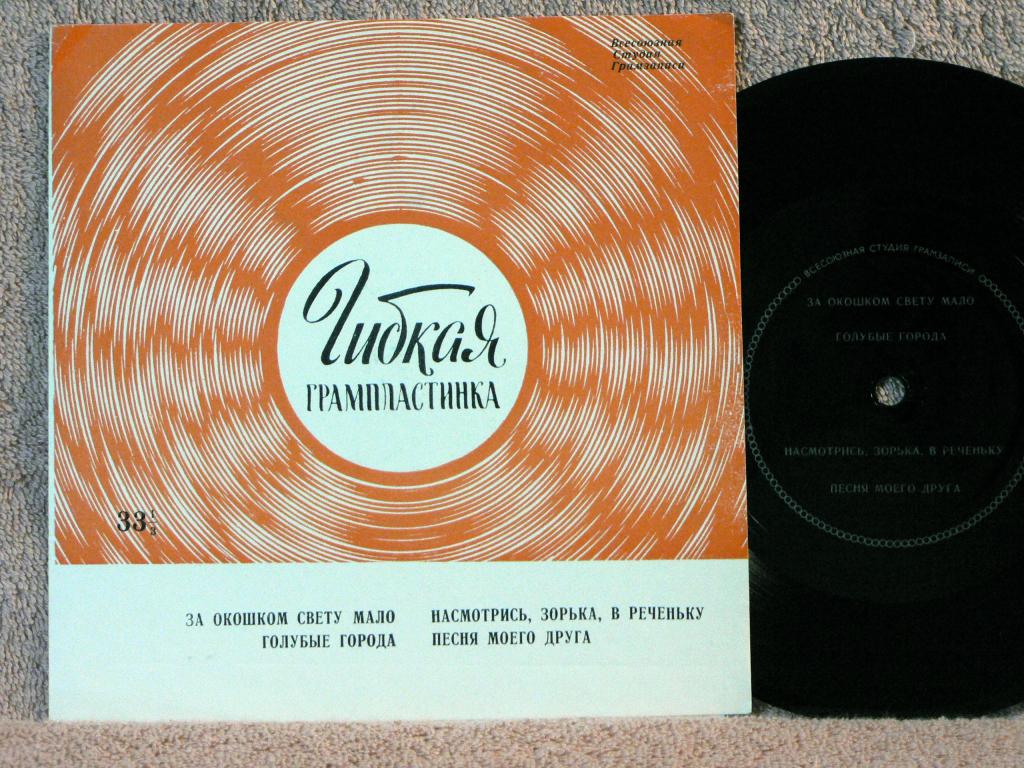 Всесоюзная
Студия
Грамзаписи
Гибкая
ГРАМПЛАСТИНКА
33⅓
ЗА ОКОШКОМ СВЕТУ МАЛО
ГОЛУБЫЕ ГОРОДА
НАСМОТРИСЬ, ЗОРЬКА, В РЕЧЕНЬКУ
ПЕСНЯ МОЕГО ДРУГА
ВСЕСОЮЗНАЯ СТУДИЯ ГРАМЗАПИСИ
ЗА ОКОШКОМ СВЕТУ МАЛО
ГОЛУБЫЕ ГОРОДА
НАСМОТРИСЬ, ЗОРЬКА, В РЕЧЕНЬКУ
ПЕСНЯ МОЕГО ДРУГА